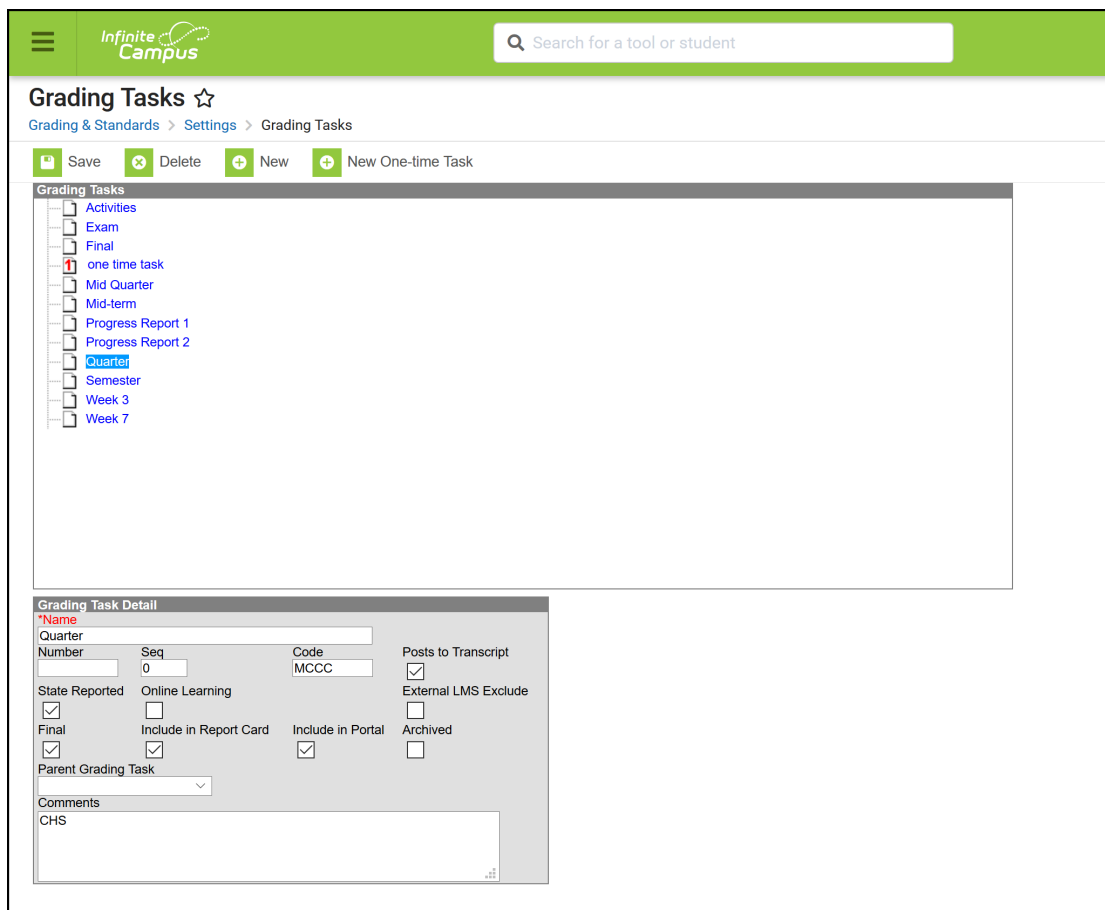 Infinite
Campus
Search for a tool or student
Grading Tasks
Grading & Standards > Settings > Grading Tasks
Save Delete New New One-time Task
Grading Tasks
Activities
Exam
Final
1 one time task
Mid Quarter
Mid-term
Progress Report 1
Progress Report 2
Quarter
Semester
Week 3
Week 7
Grading Task Detail
*Name
Quarter
Number Seq Code Posts to Transcript
0 MCCC
State Reported Online Learning External LMS Exclude
Final Include in Report Card Include in Portal Archived
Parent Grading Task
Comments
CHS